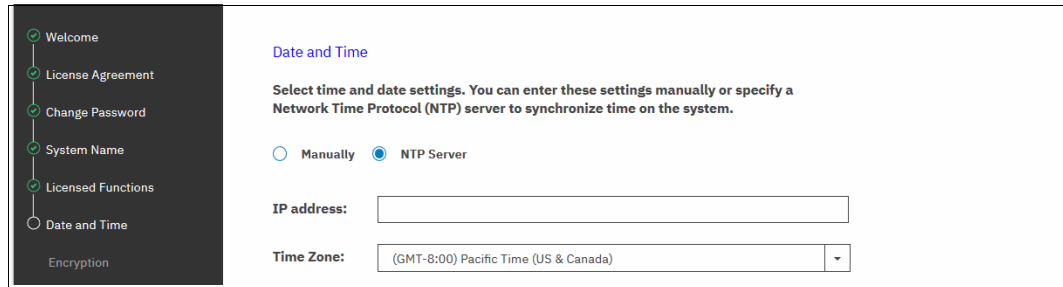 Welcome
License Agreement
Change Password
System Name
Licensed Functions
Date and Time
Encryption
Date and Time
Select time and date settings. You can enter these settings manually or specify a
Network Time Protocol (NTP) server to synchronize time on the system.
Manually NTP Server
IP address:
Time Zone: (GMT-8:00) Pacific Time (US & Canada)